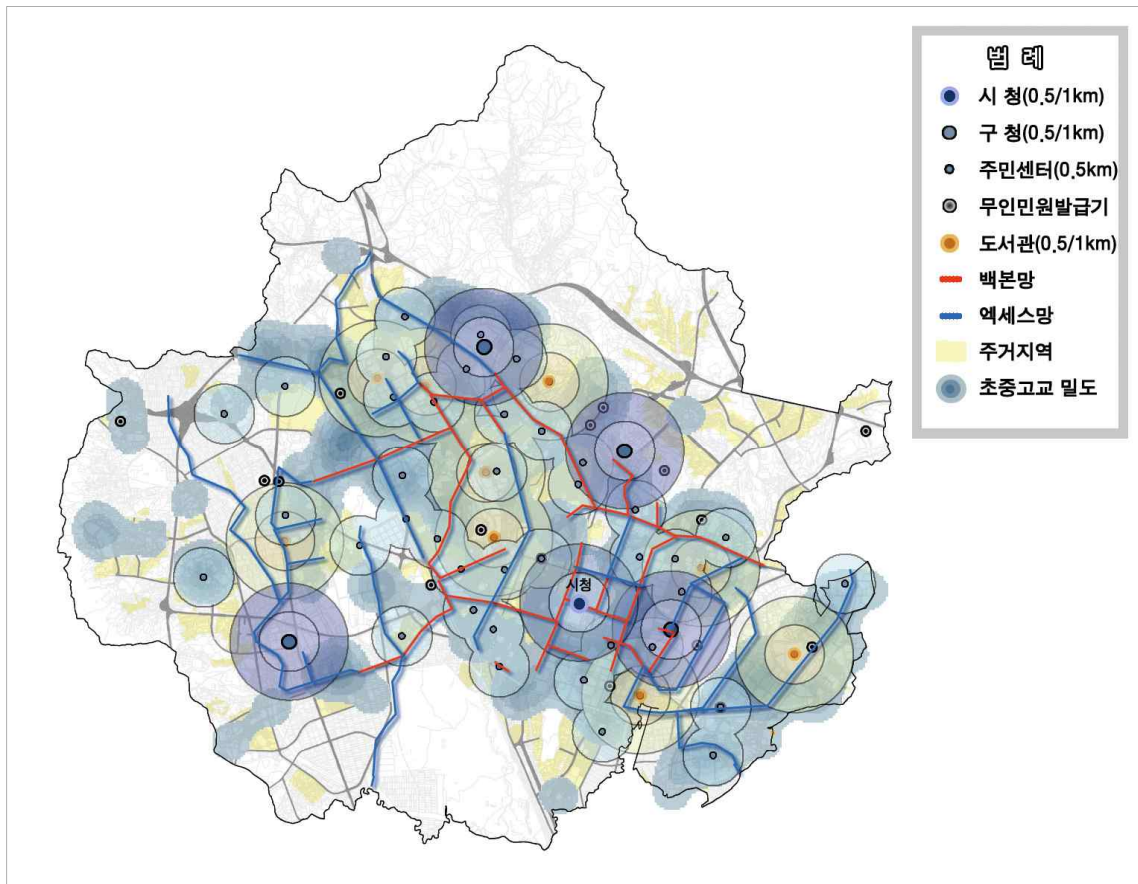 범 례
시 청(0.5/1km)
구 청(0.5/1km)
주민센터(0.5km)
무인민원발급기
도서관(0.5/1km)
백본망
엑세스망
주거지역
초중고교 밀도
시청